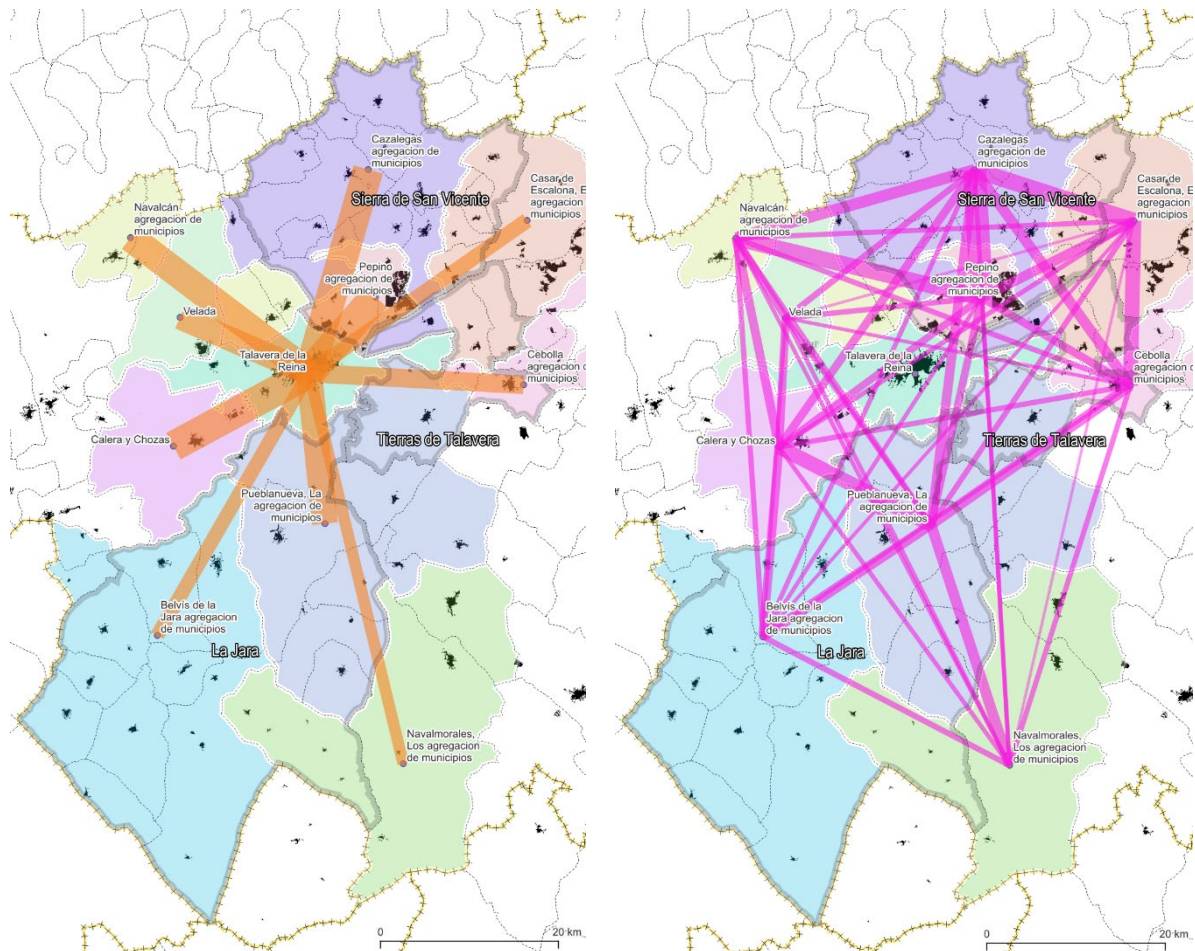 Cazalegas
agregacion de
municipios
Casar de
Escalona, E
agregacion
municipios
Sierra de San Vicente
Navalcán
agregacion de
municipios
Pepino
agregacion de
municipios
Velada
Talavera de la
Reina
Cebolla
agregacion de
municipios
Calera y Chozas
Tierras de Talavera
Pueblanueva, La
agregacion de
municipios
Belvís de la
Jara agregacion
de municipios
La Jara
Navalmorales,
Los agregacion
de municipios
0 20 km
Cazalegas
agregacion de
municipios
Casar de
Escalona, E
agregacion
municipios
Sierra de San Vicente
Navalcán
agregacion de
municipios
Pepino
agregacion de
municipios
Velada
Talavera de la
Reina
Cebolla
agregacion de
municipios
Calera y Chozas
Tierras de Talavera
Pueblanueva, La
agregacion de
municipios
Belvís de la
Jara agregacion
de municipios
La Jara
Navalmorales,
Los agregacion
de municipios
0 20 km